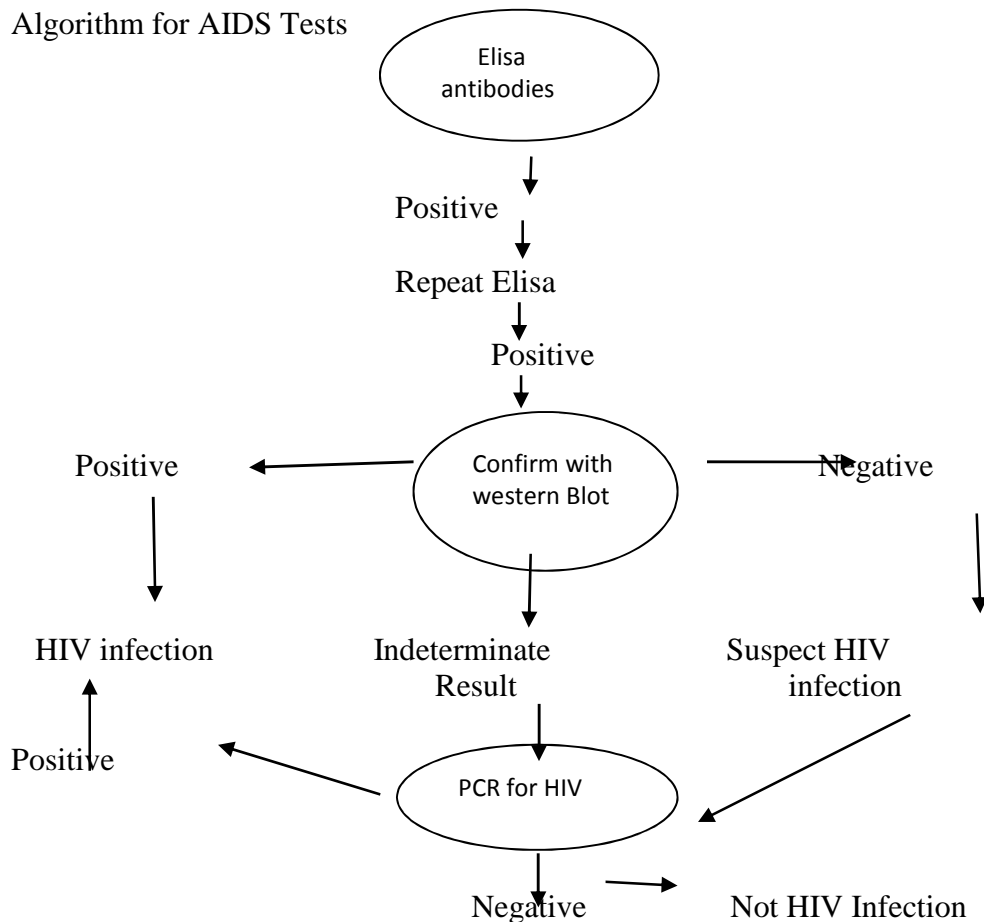 Algorithm for AIDS Tests
Elisa
antibodies
Positive
Repeat Elisa
Positive
Positive
Confirm with
western Blot
Negative
HIV infection
Indeterminate
Result
Suspect HIV
infection
Positive
PCR for HIV
Negative
Not HIV Infection